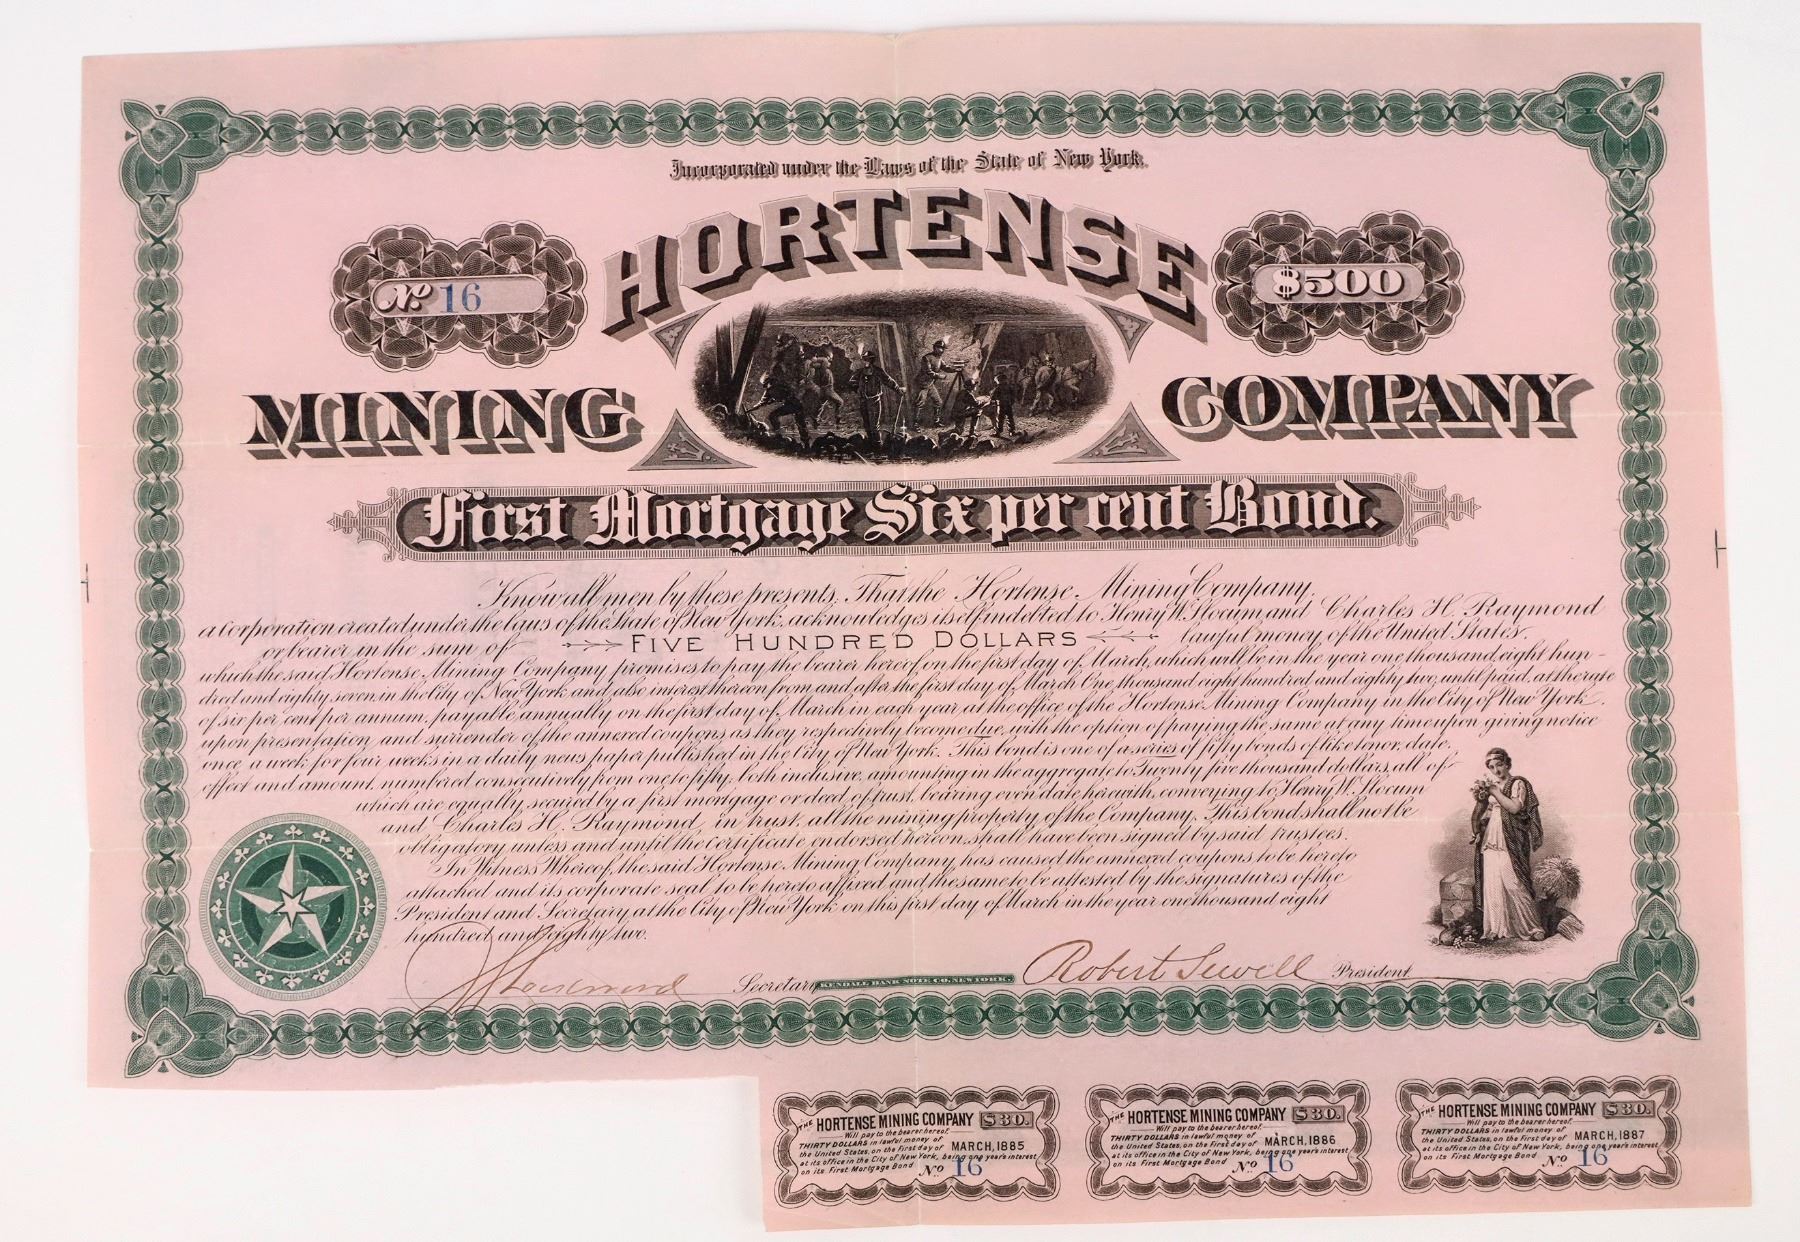 Incorporated under the Laws of the State of New York.
HORTENSE
No. 16
$500
MINING COMPANY
First Mortgage Six per cent Bond.
Know all men by these presents, That the Hortense Mining Company,
a corporation created under the laws of the State of New York, acknowledges itself indebted to Henry W. Slocum and Charles H. Raymond
or bearer in the sum of FIVE HUNDRED DOLLARS lawful money of the United States,
which the said Hortense Mining Company promises to pay the bearer hereof on the first day of March, which will be in the year one thousand eight hun-
dred and eighty seven in the City of New York and also interest thereon from and after the first day of March One thousand eight hundred and eighty two, until paid, at the rate
of six per cent per annum, payable annually on the first day of March in each year at the office of the Hortense Mining Company in the City of New York,
upon presentation and surrender of the annexed coupons as they respectively become due, with the option of paying the same at any time upon giving notice
once a week for four weeks in a daily news paper published in the City of New York. This bond is one of a series of fifty bonds of like tenor, date,
effect and amount, numbered consecutively from one to fifty, both inclusive, amounting in the aggregate to Twenty five thousand dollars, all of
which are equally secured by a first mortgage or deed of trust, bearing even date herewith, conveying to Henry W. Slocum
and Charles H. Raymond, in trust, all the mining property of the Company. This bond shall not be
obligatory unless and until the certificate endorsed hereon, shall have been signed by said trustees.
In Witness Whereof, the said Hortense Mining Company, has caused the annexed coupons to be hereto
attached and its corporate seal to be hereto affixed and the same to be attested by the signatures of the
President and Secretary, at the City of New York on this first day of March in the year one thousand eight
hundred and eighty two.
Secretary KENDALL BANK NOTE CO. NEW YORK. Robert Sewell President
THE HORTENSE MINING COMPANY $30.
Will pay to the bearer hereof,
THIRTY DOLLARS in lawful money of
the United States, on the First day of MARCH, 1885
at its office in the City of New York, being one year's interest
on its First Mortgage Bond No 16
THE HORTENSE MINING COMPANY $30.
Will pay to the bearer hereof,
THIRTY DOLLARS in lawful money of
the United States, on the First day of MARCH, 1886
at its office in the City of New York, being one year's interest
on its First Mortgage Bond No 16
THE HORTENSE MINING COMPANY $30.
Will pay to the bearer hereof,
THIRTY DOLLARS in lawful money of
the United States, on the First day of MARCH, 1887
at its office in the City of New York, being one year's interest
on its First Mortgage Bond No 16